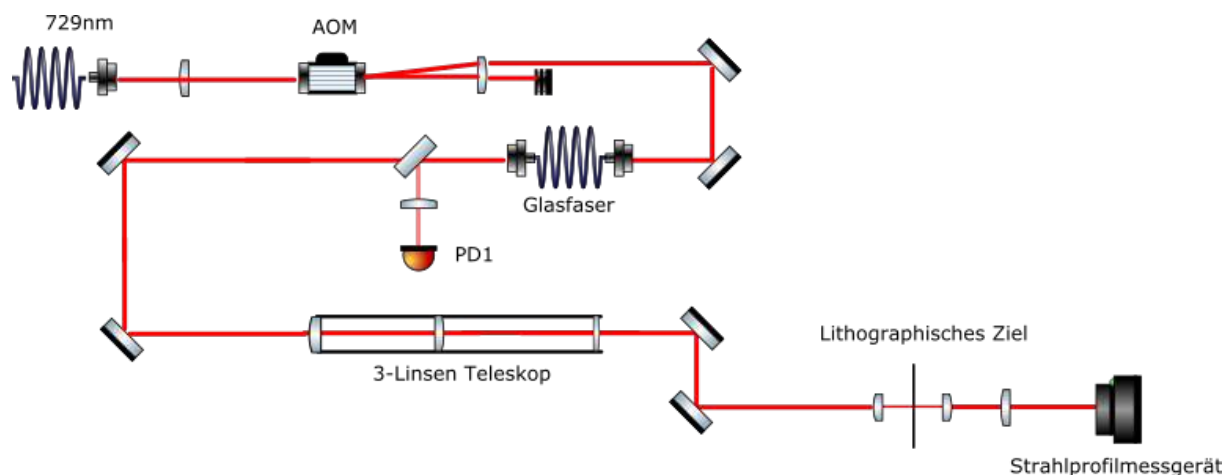 729nm
AOM
Glasfaser
PD1
3-Linsen Teleskop
Lithographisches Ziel
Strahlprofilmessgerät